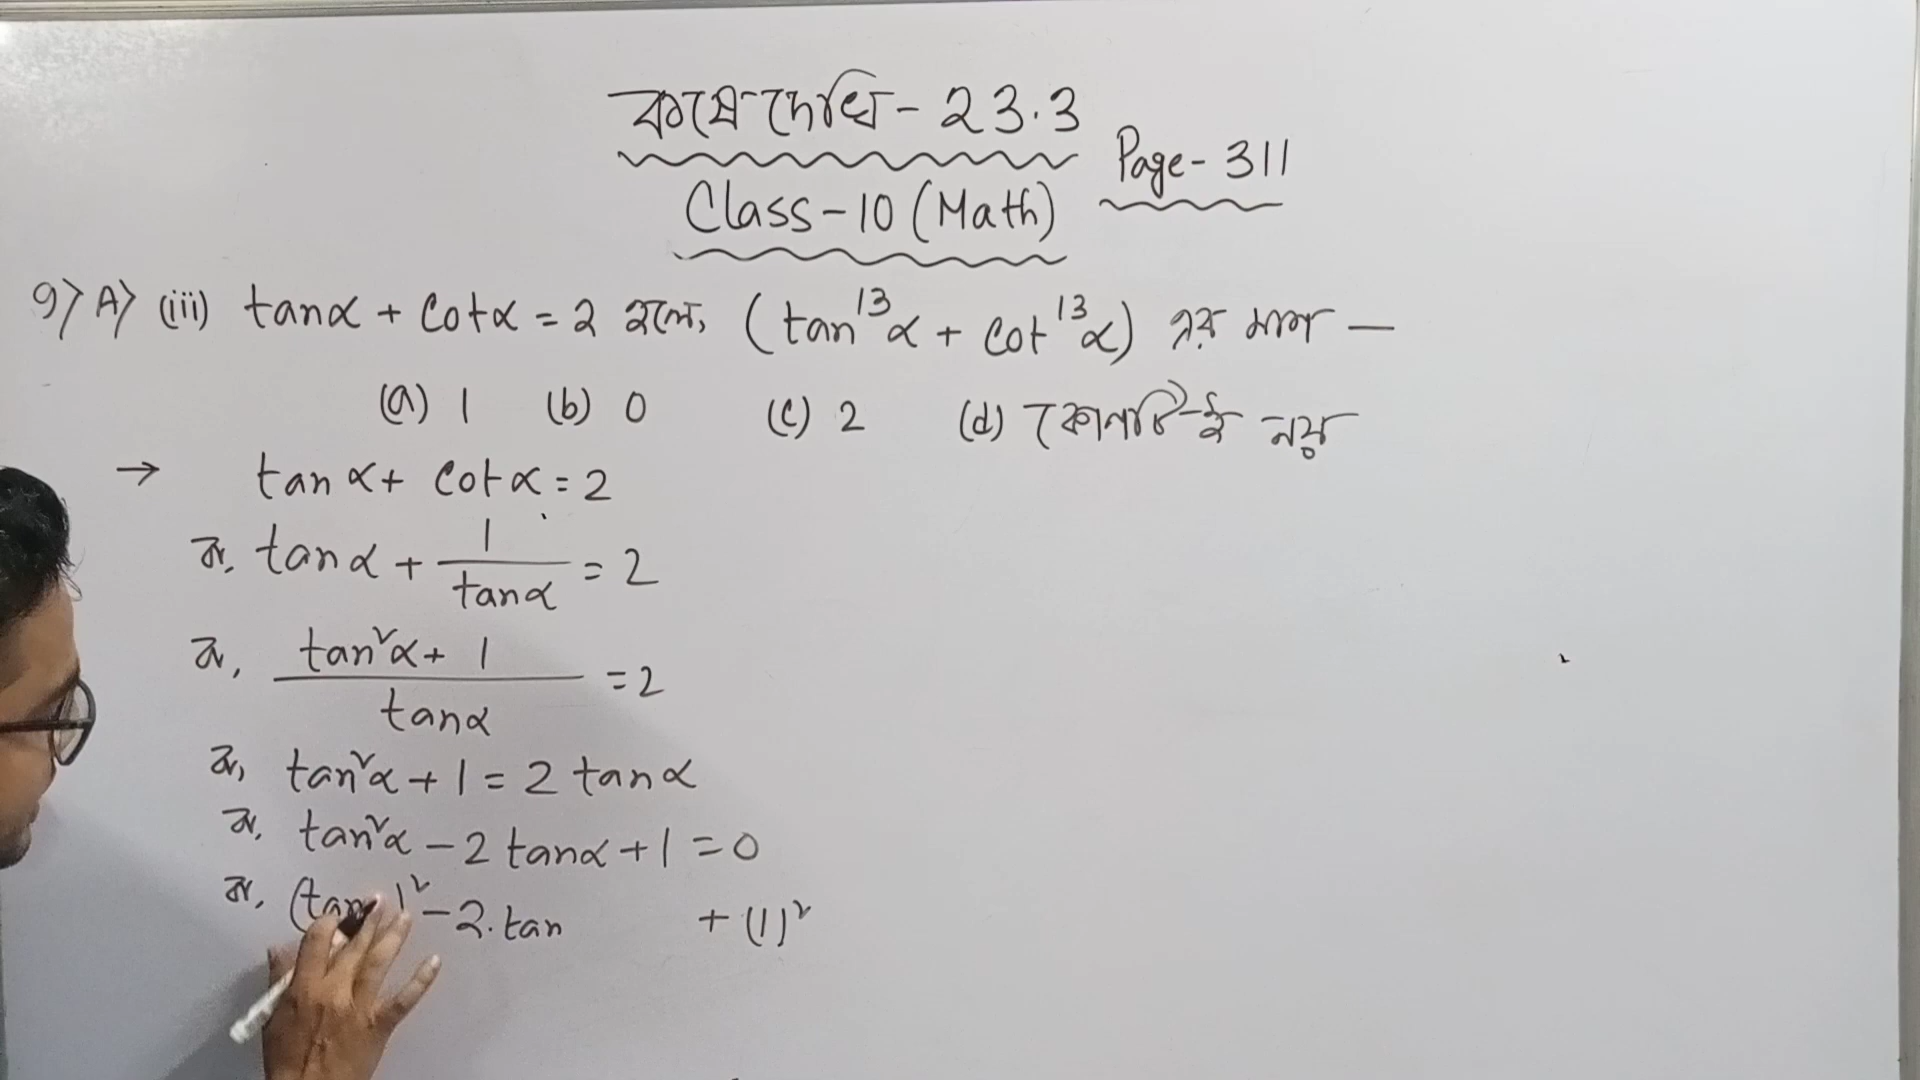 কষে দেখি - 23.3
Page - 311
Class - 10 (Math)
9> A> (iii) tanα + Cotα = 2 হলে, (tan¹³α + Cot¹³α) এর মান —
(a) 1 (b) 0 (c) 2 (d) কোনটি-ই নয়
→ tan α + Cot α = 2
বা, tanα + 1/tanα = 2
বা, (tan²α + 1)/tanα = 2
বা, tan²α + 1 = 2 tanα
বা, tan²α - 2 tanα + 1 = 0
বা, (tan )² - 2. tan + (1)²